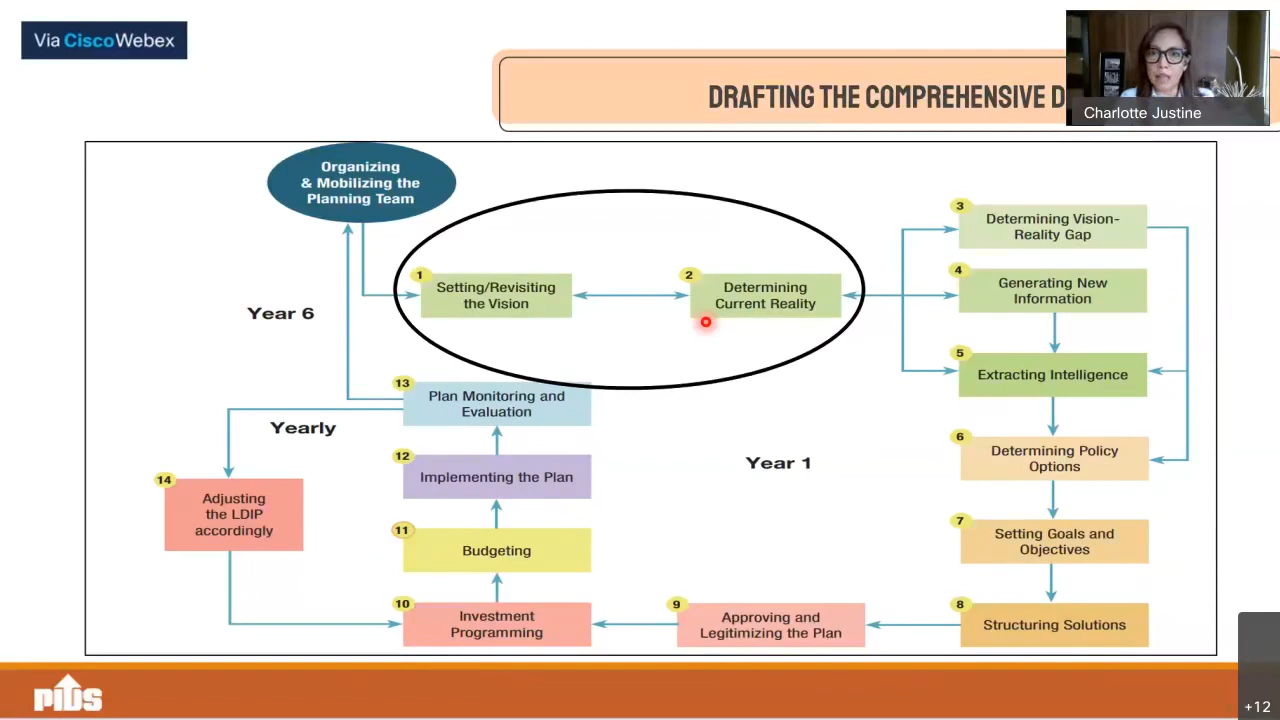 Via CiscoWebex
DRAFTING THE COMPREHENSIVE D
Charlotte Justine
Organizing
& Mobilizing the
Planning Team
1
Setting/Revisiting
the Vision
2
Determining
Current Reality
3
Determining Vision-
Reality Gap
4
Generating New
Information
5
Extracting Intelligence
6
Determining Policy
Options
7
Setting Goals and
Objectives
8
Structuring Solutions
9
Approving and
Legitimizing the Plan
10
Investment
Programming
11
Budgeting
12
Implementing the Plan
13
Plan Monitoring and
Evaluation
14
Adjusting
the LDIP
accordingly
Year 6
Yearly
Year 1
PIDS
+12